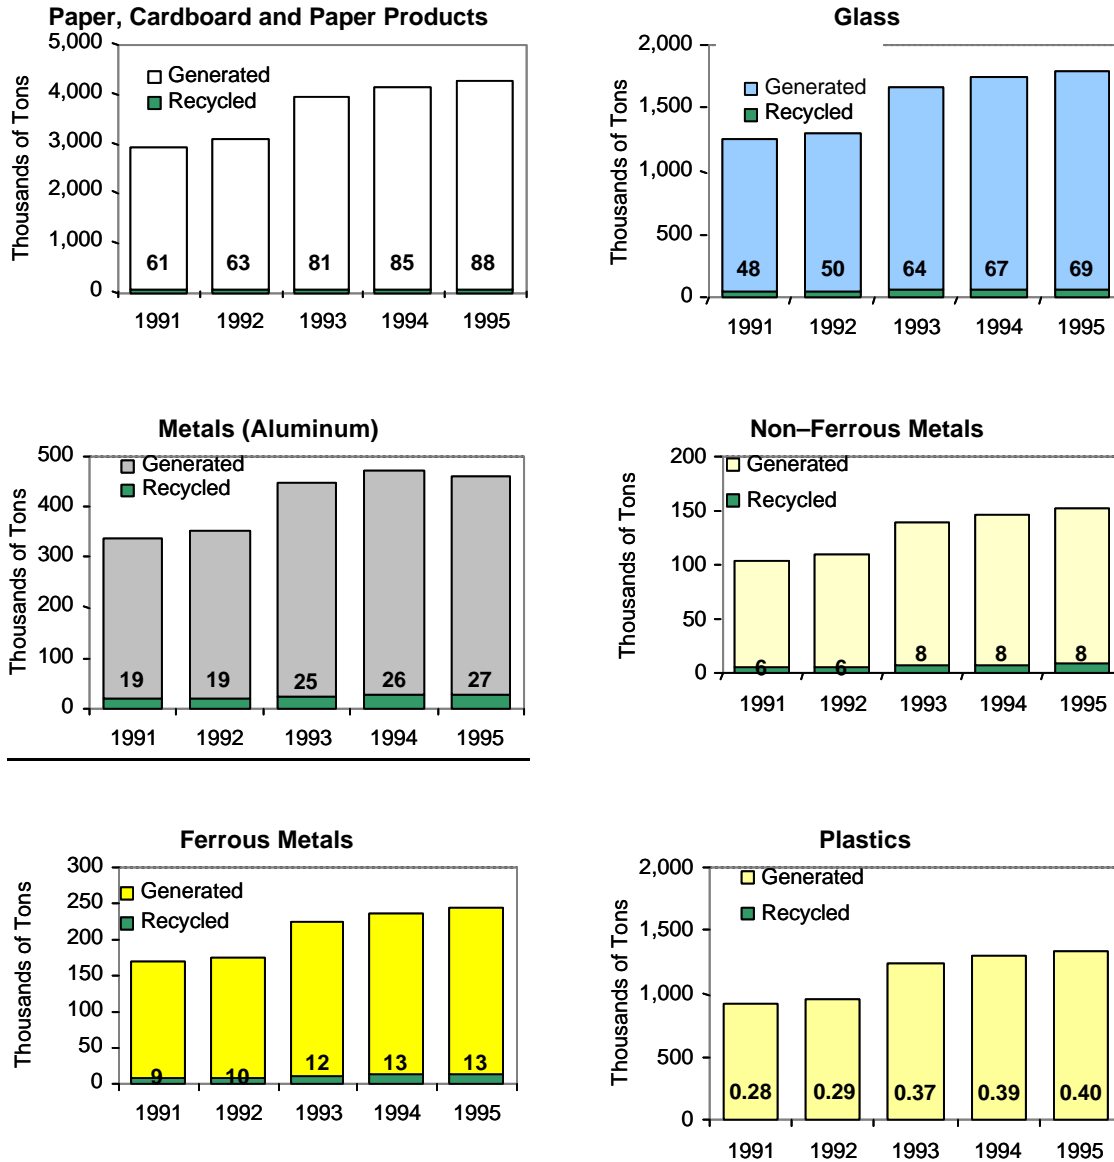 Paper, Cardboard and Paper Products
5,000
4,000
3,000
2,000
1,000
0
Thousands of Tons
Generated
Recycled
61 63 81 85 88
1991 1992 1993 1994 1995
Glass
2,000
1,500
1,000
500
0
Thousands of Tons
Generated
Recycled
48 50 64 67 69
1991 1992 1993 1994 1995
Metals (Aluminum)
500
400
300
200
100
0
Thousands of Tons
Generated
Recycled
19 19 25 26 27
1991 1992 1993 1994 1995
Non–Ferrous Metals
200
150
100
50
0
Thousands of Tons
Generated
Recycled
6 6 8 8 8
1991 1992 1993 1994 1995
Ferrous Metals
300
250
200
150
100
50
0
Thousands of Tons
Generated
Recycled
9 10 12 13 13
1991 1992 1993 1994 1995
Plastics
2,000
1,500
1,000
500
0
Thousands of Tons
Generated
Recycled
0.28 0.29 0.37 0.39 0.40
1991 1992 1993 1994 1995